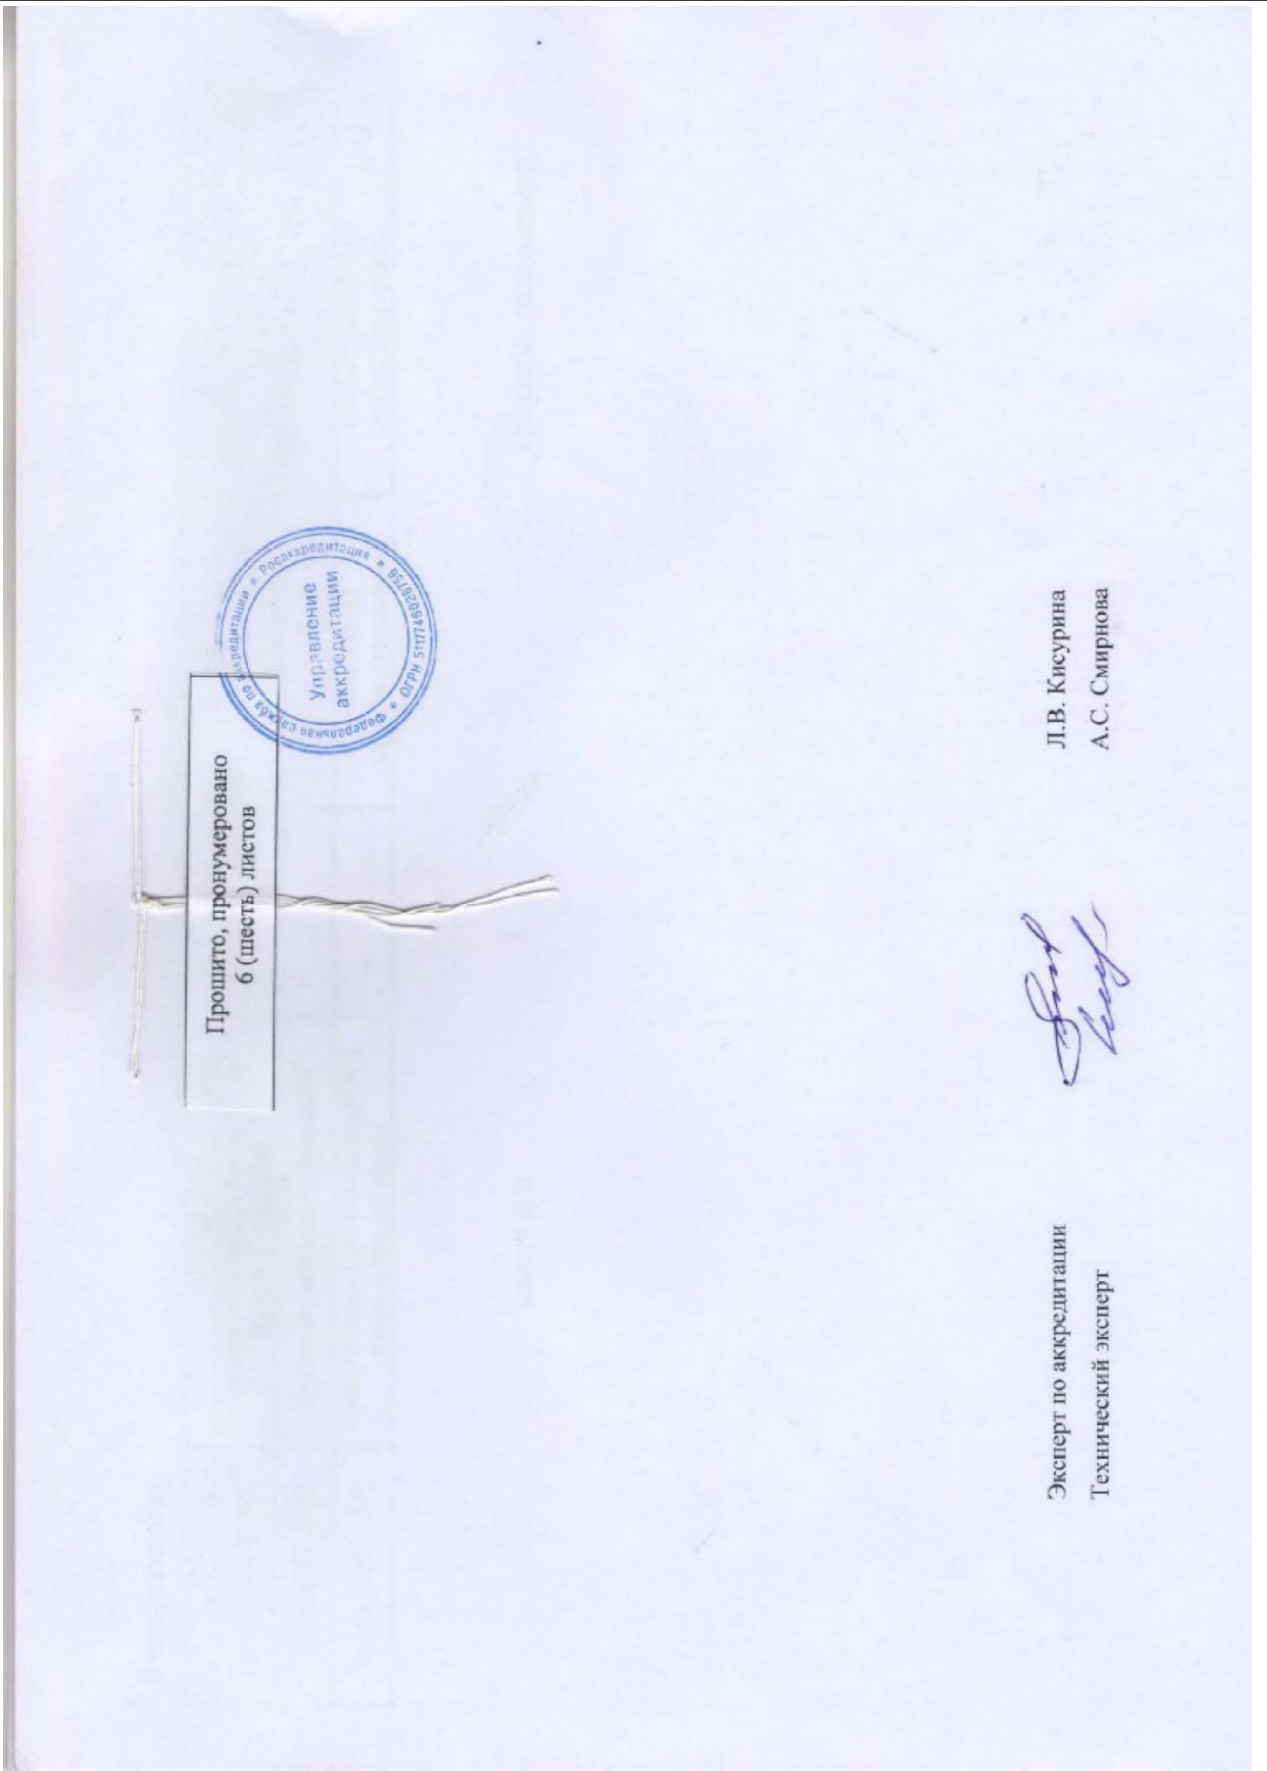 Прошито, пронумеровано
6 (шесть) листов
Федеральная служба по аккредитации * Росаккредитация *
ОГРН 5117746026756 *
Управление
аккредитации
Эксперт по аккредитации Л.В. Кисурина
Технический эксперт А.С. Смирнова